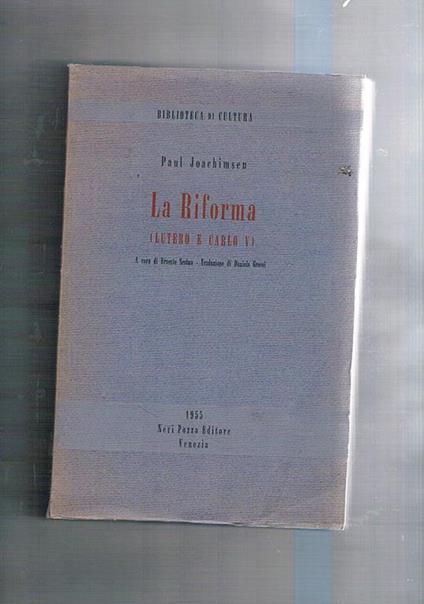 BIBLIOTECA DI CULTURA
Paul Joachimsen
La Riforma
(LUTERO E CARLO V)
A cura di Ernesto Sestan - Traduzione di Daniele Grossi
1955
Neri Pozza Editore
Venezia